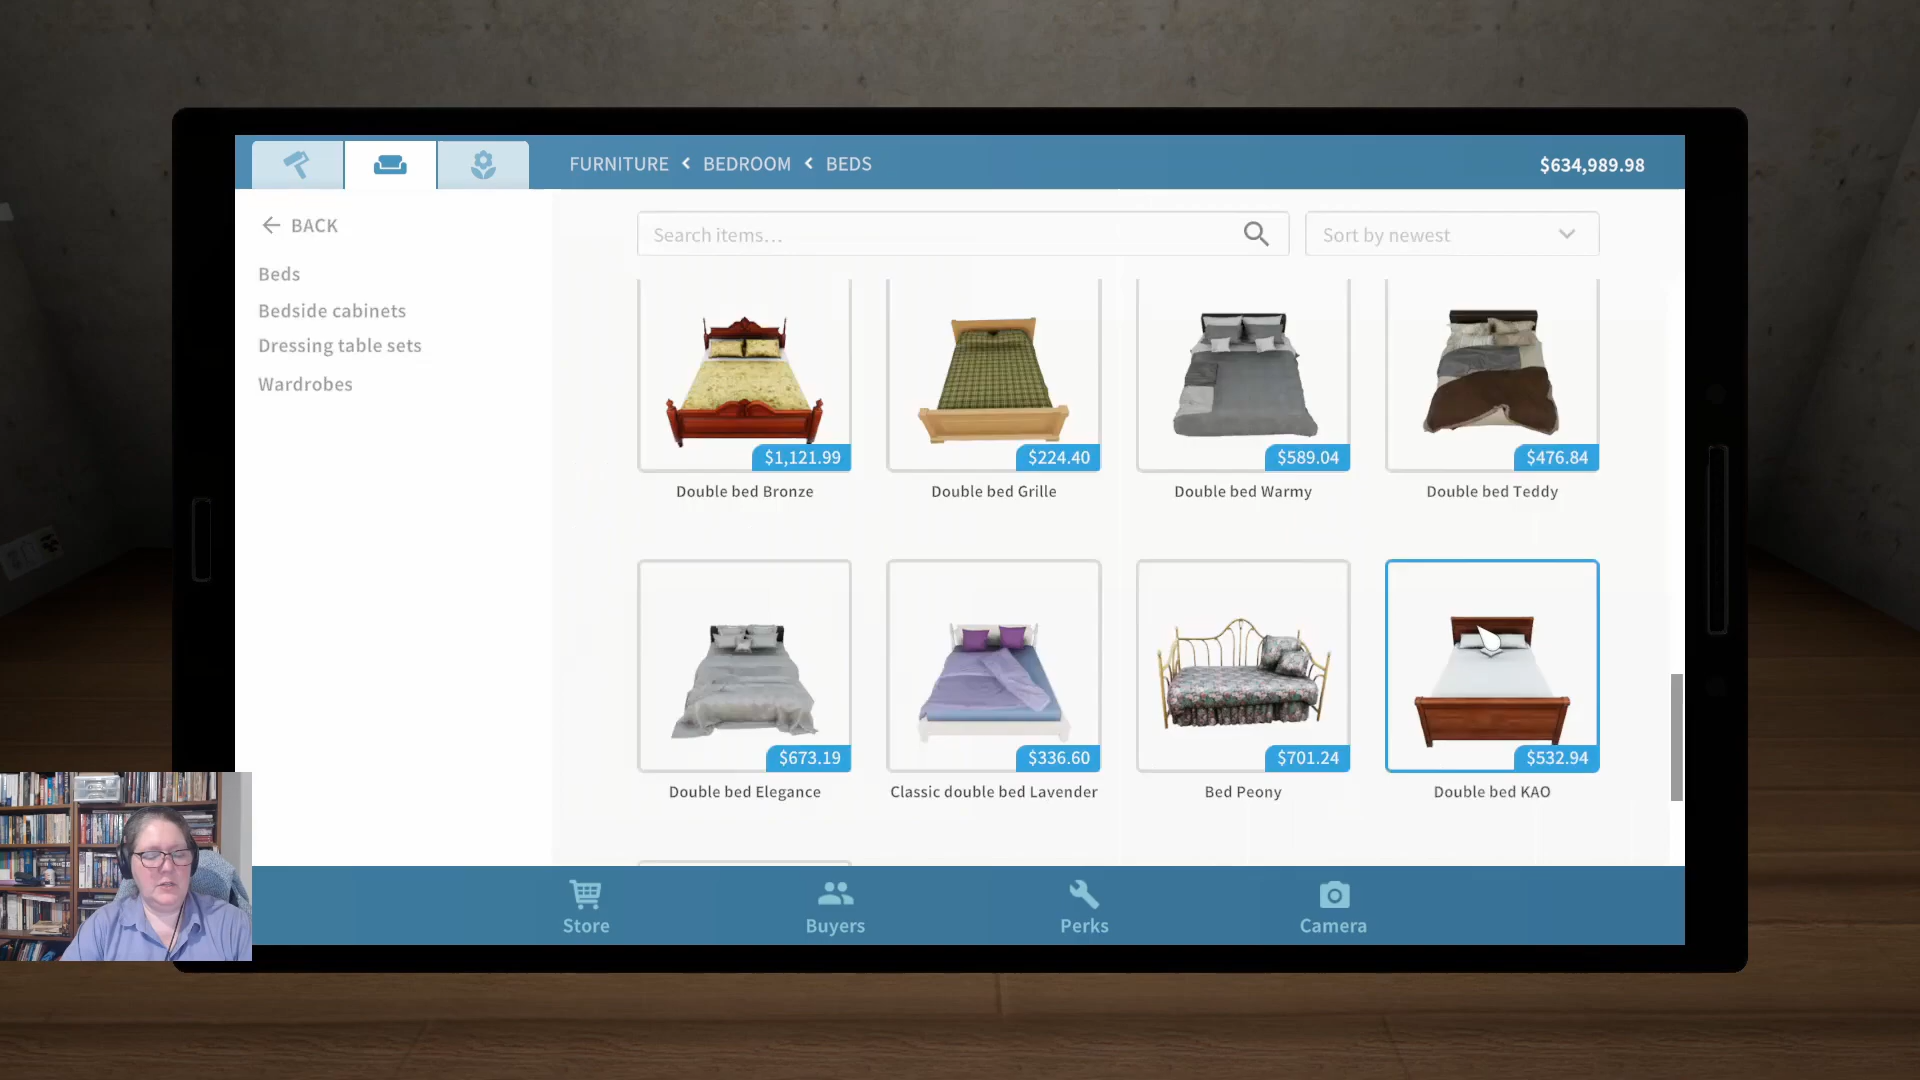 FURNITURE < BEDROOM < BEDS
$634,989.98
BACK
Search items...
Sort by newest
Beds
Bedside cabinets
Dressing table sets
Wardrobes
$1,121.99
$224.40
$589.04
$476.84
Double bed Bronze
Double bed Grille
Double bed Warmy
Double bed Teddy
$673.19
$336.60
$701.24
$532.94
Double bed Elegance
Classic double bed Lavender
Bed Peony
Double bed KAO
Store
Buyers
Perks
Camera